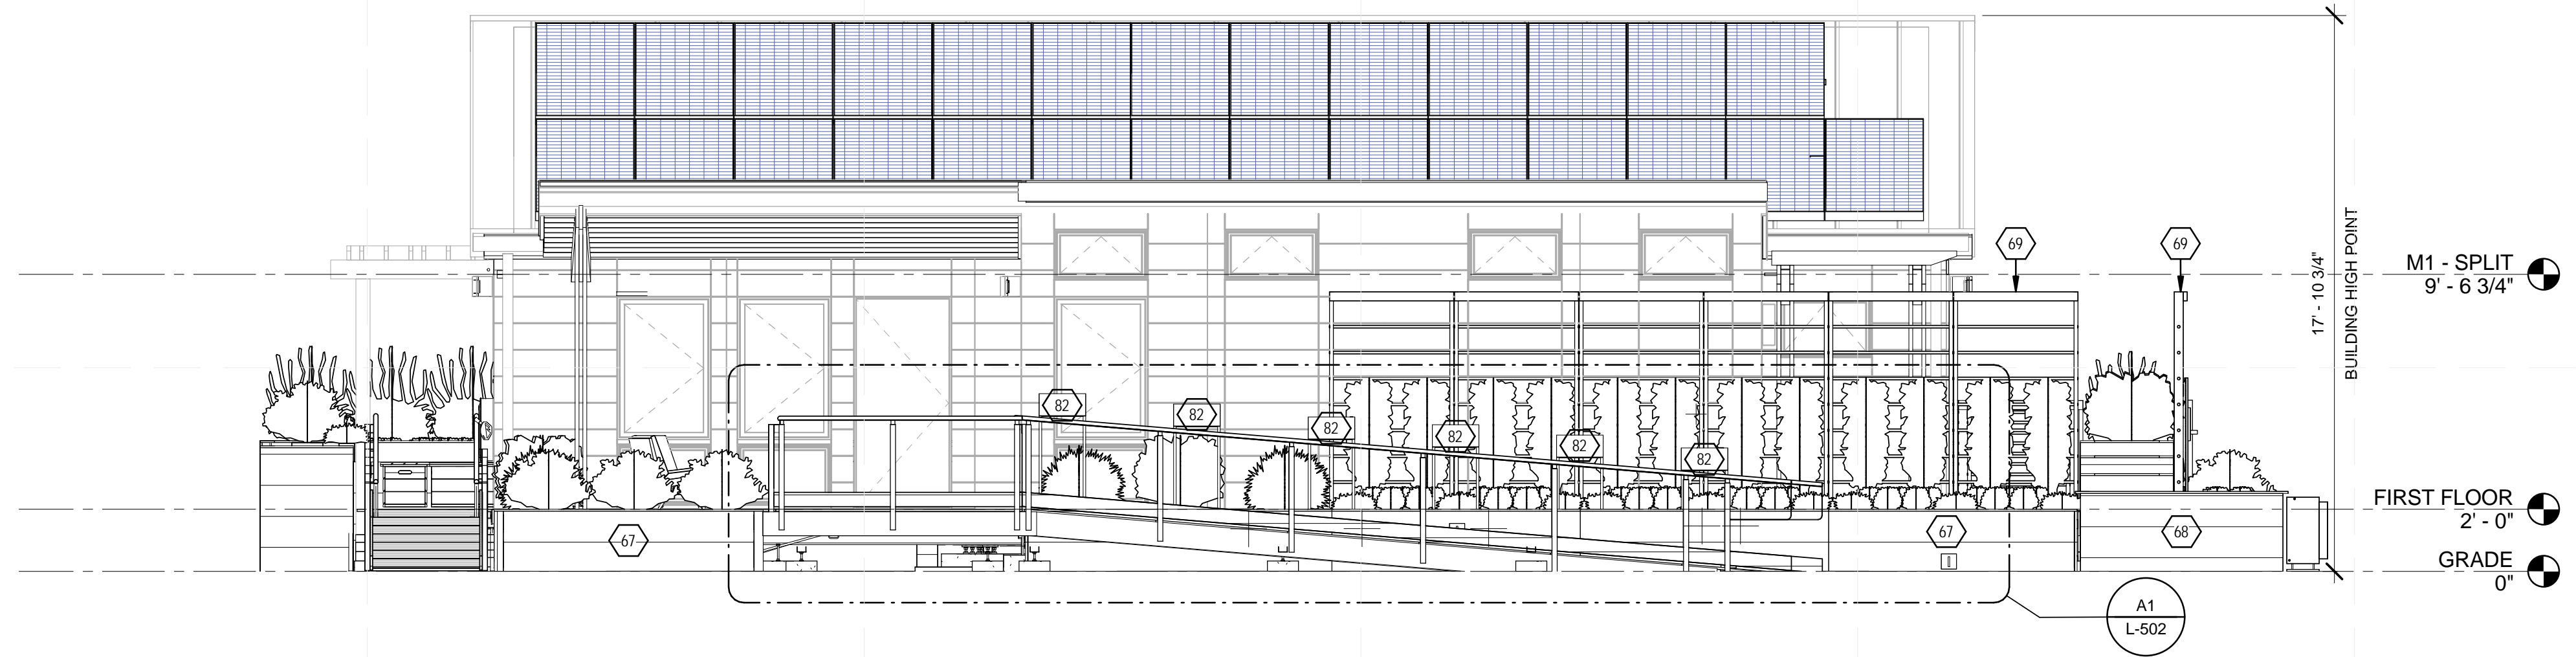 69
69
M1 - SPLIT
9' - 6 3/4"
17' - 10 3/4"
BUILDING HIGH POINT
82
82
82
82
82
82
FIRST FLOOR
2' - 0"
67
67
68
GRADE
0"
A1
L-502